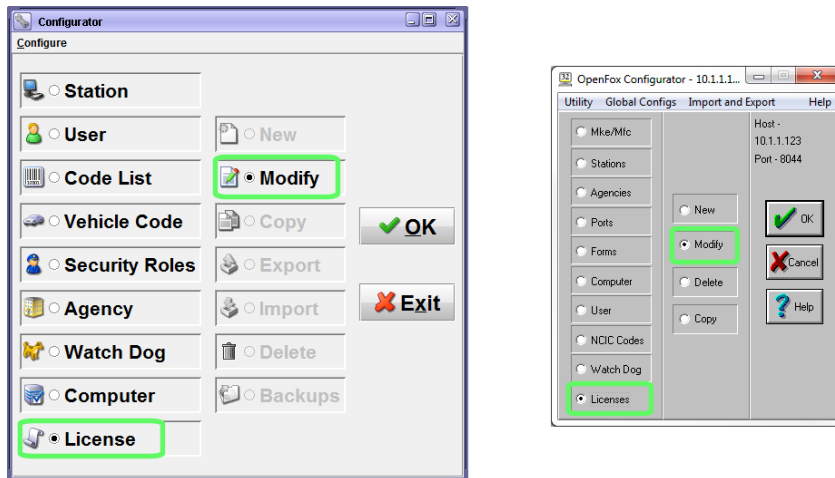 Configurator
Configure
Station
User
New
Code List
Modify
Vehicle Code
Copy
OK
Security Roles
Export
Agency
Import
Exit
Watch Dog
Delete
Computer
Backups
License
32
OpenFox Configurator - 10.1.1.1...
Utility Global Configs Import and Export Help
Mke/Mfc
Stations
Agencies
Ports
Forms
Computer
User
NCIC Codes
Watch Dog
Licenses
New
Modify
Delete
Copy
Host -
10.1.1.123
Port - 8044
OK
Cancel
Help